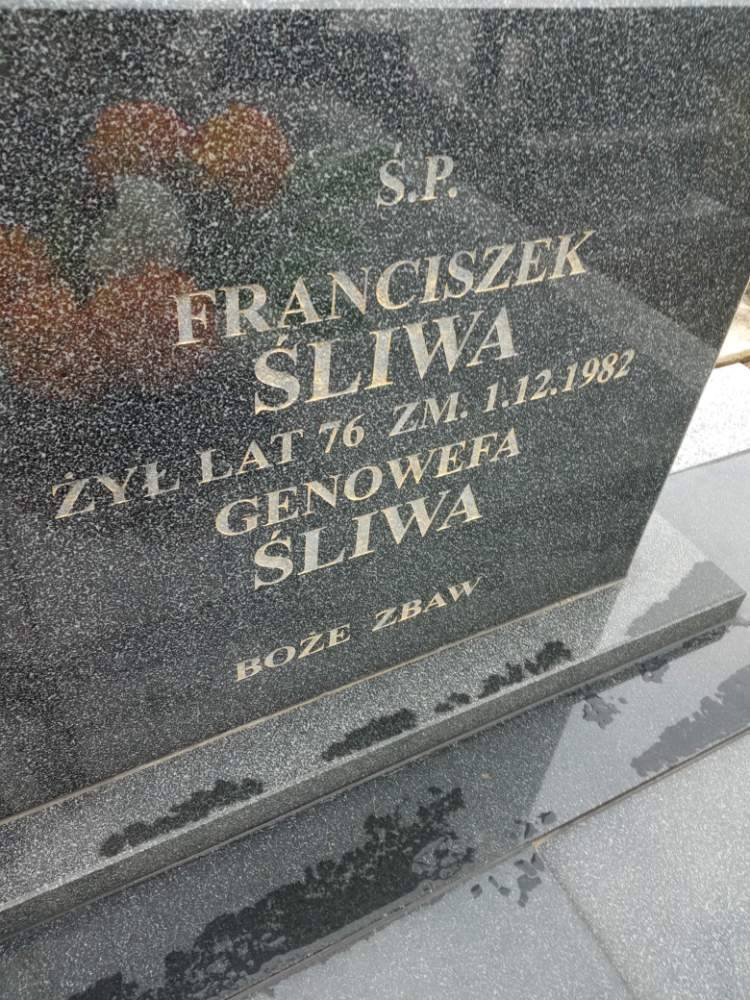 Ś.P.
FRANCISZEK
ŚLIWA
ŻYŁ LAT 76 ZM. 1.12.1982
GENOWEFA
ŚLIWA
BOŻE ZBAW